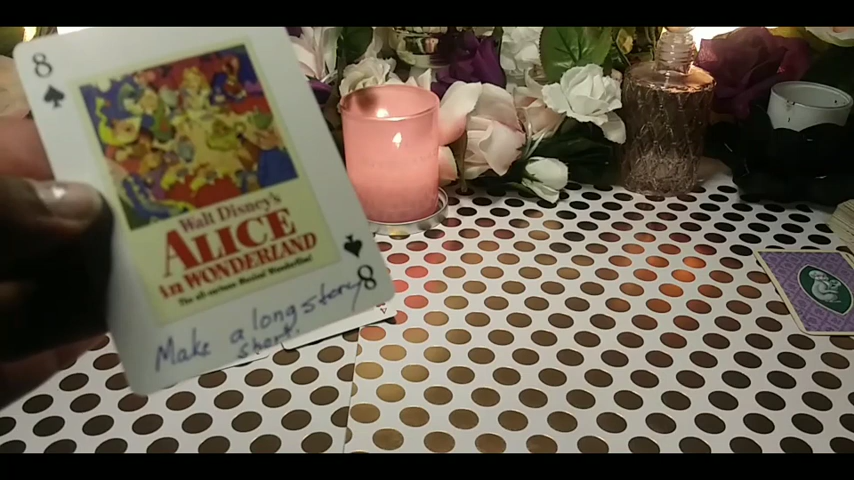 8
Walt Disney's
ALICE
in WONDERLAND
The all-cartoon Musical Wonderfilm!
8
Make a long story
short.